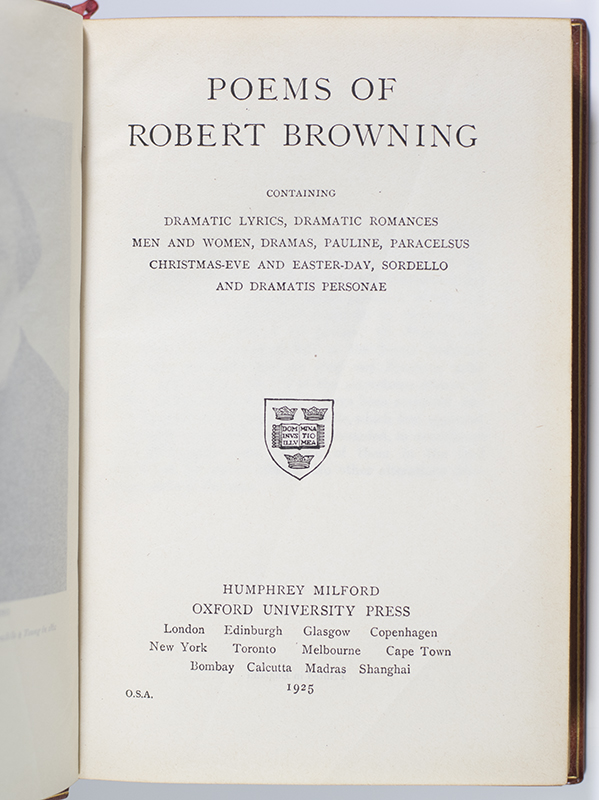 POEMS OF
ROBERT BROWNING
CONTAINING
DRAMATIC LYRICS, DRAMATIC ROMANCES
MEN AND WOMEN, DRAMAS, PAULINE, PARACELSUS
CHRISTMAS-EVE AND EASTER-DAY, SORDELLO
AND DRAMATIS PERSONAE
DOM MINA
INVS TIO
ILLV MEA
HUMPHREY MILFORD
OXFORD UNIVERSITY PRESS
London Edinburgh Glasgow Copenhagen
New York Toronto Melbourne Cape Town
Bombay Calcutta Madras Shanghai
1925
O.S.A.